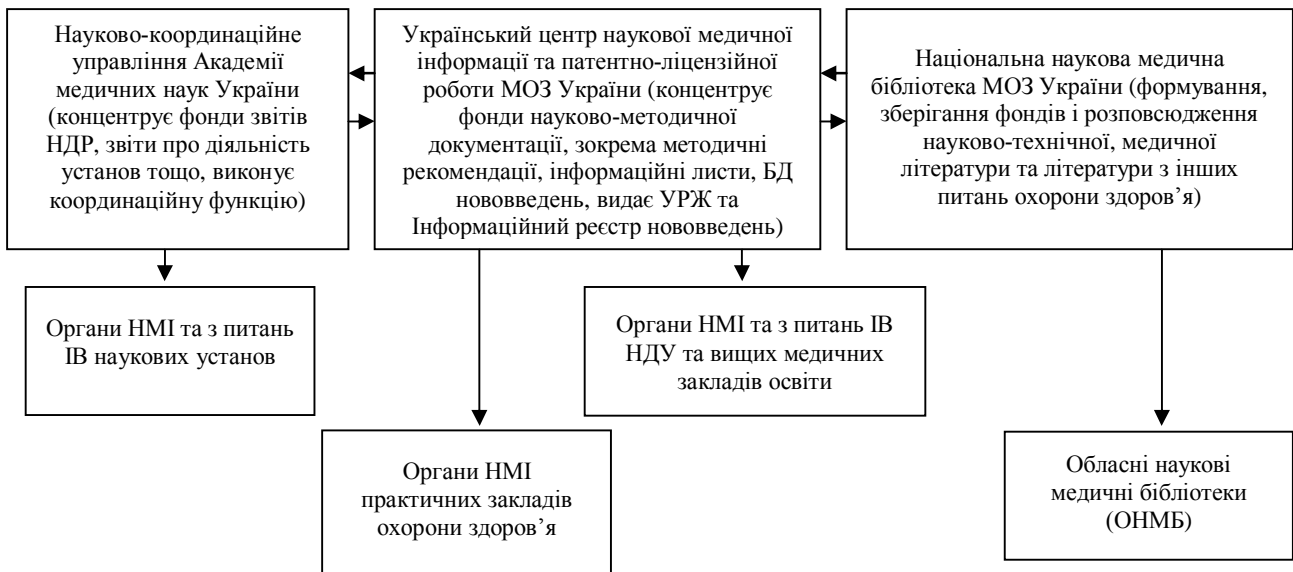 Науково-координаційне
управління Академії
медичних наук України
(концентрує фонди звітів
НДР, звіти про діяльність
установ тощо, виконує
координаційну функцію)
Український центр наукової медичної
інформації та патентно-ліцензійної
роботи МОЗ України (концентрує
фонди науково-методичної
документації, зокрема методичні
рекомендації, інформаційні листи, БД
нововведень, видає УРЖ та
Інформаційний реєстр нововведень)
Національна наукова медична
бібліотека МОЗ України (формування,
зберігання фондів і розповсюдження
науково-технічної, медичної
літератури та літератури з інших
питань охорони здоров’я)
Органи НМІ та з питань
ІВ наукових установ
Органи НМІ та з питань ІВ
НДУ та вищих медичних
закладів освіти
Органи НМІ
практичних закладів
охорони здоров’я
Обласні наукові
медичні бібліотеки
(ОНМБ)